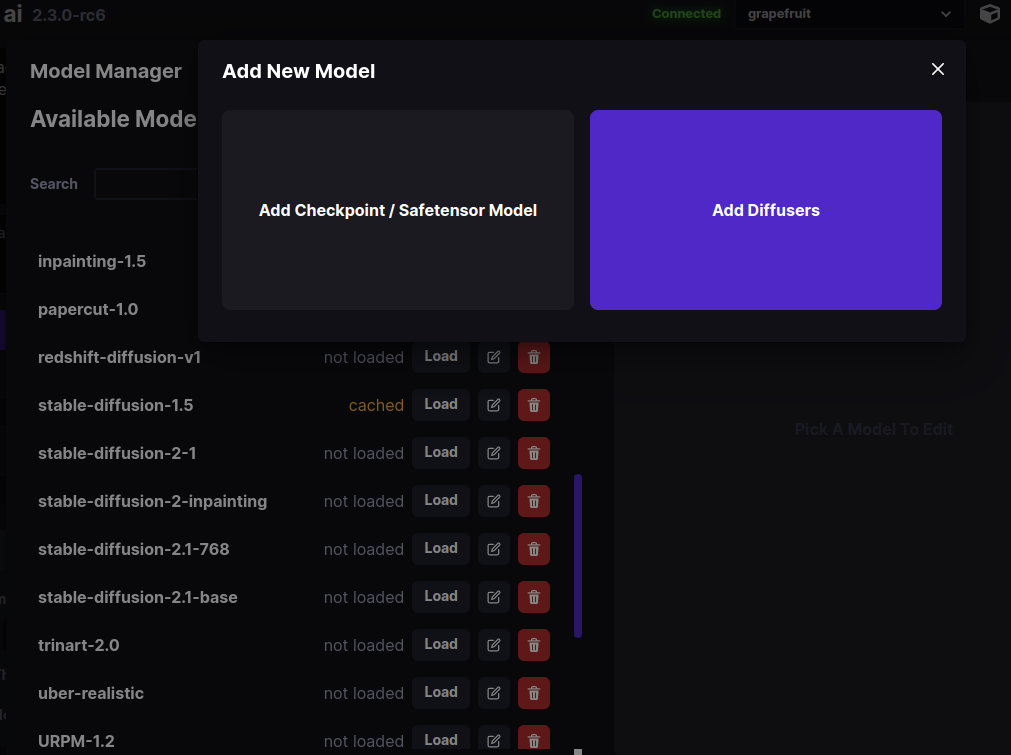 ai 2.3.0-rc6 Connected grapefruit
Model Manager
Add New Model
Available Mode
Search
Add Checkpoint / Safetensor Model
Add Diffusers
inpainting-1.5
papercut-1.0
redshift-diffusion-v1 not loaded Load
stable-diffusion-1.5 cached Load
Pick A Model To Edit
stable-diffusion-2-1 not loaded Load
stable-diffusion-2-inpainting not loaded Load
stable-diffusion-2.1-768 not loaded Load
stable-diffusion-2.1-base not loaded Load
trinart-2.0 not loaded Load
uber-realistic not loaded Load
URPM-1.2 not loaded Load